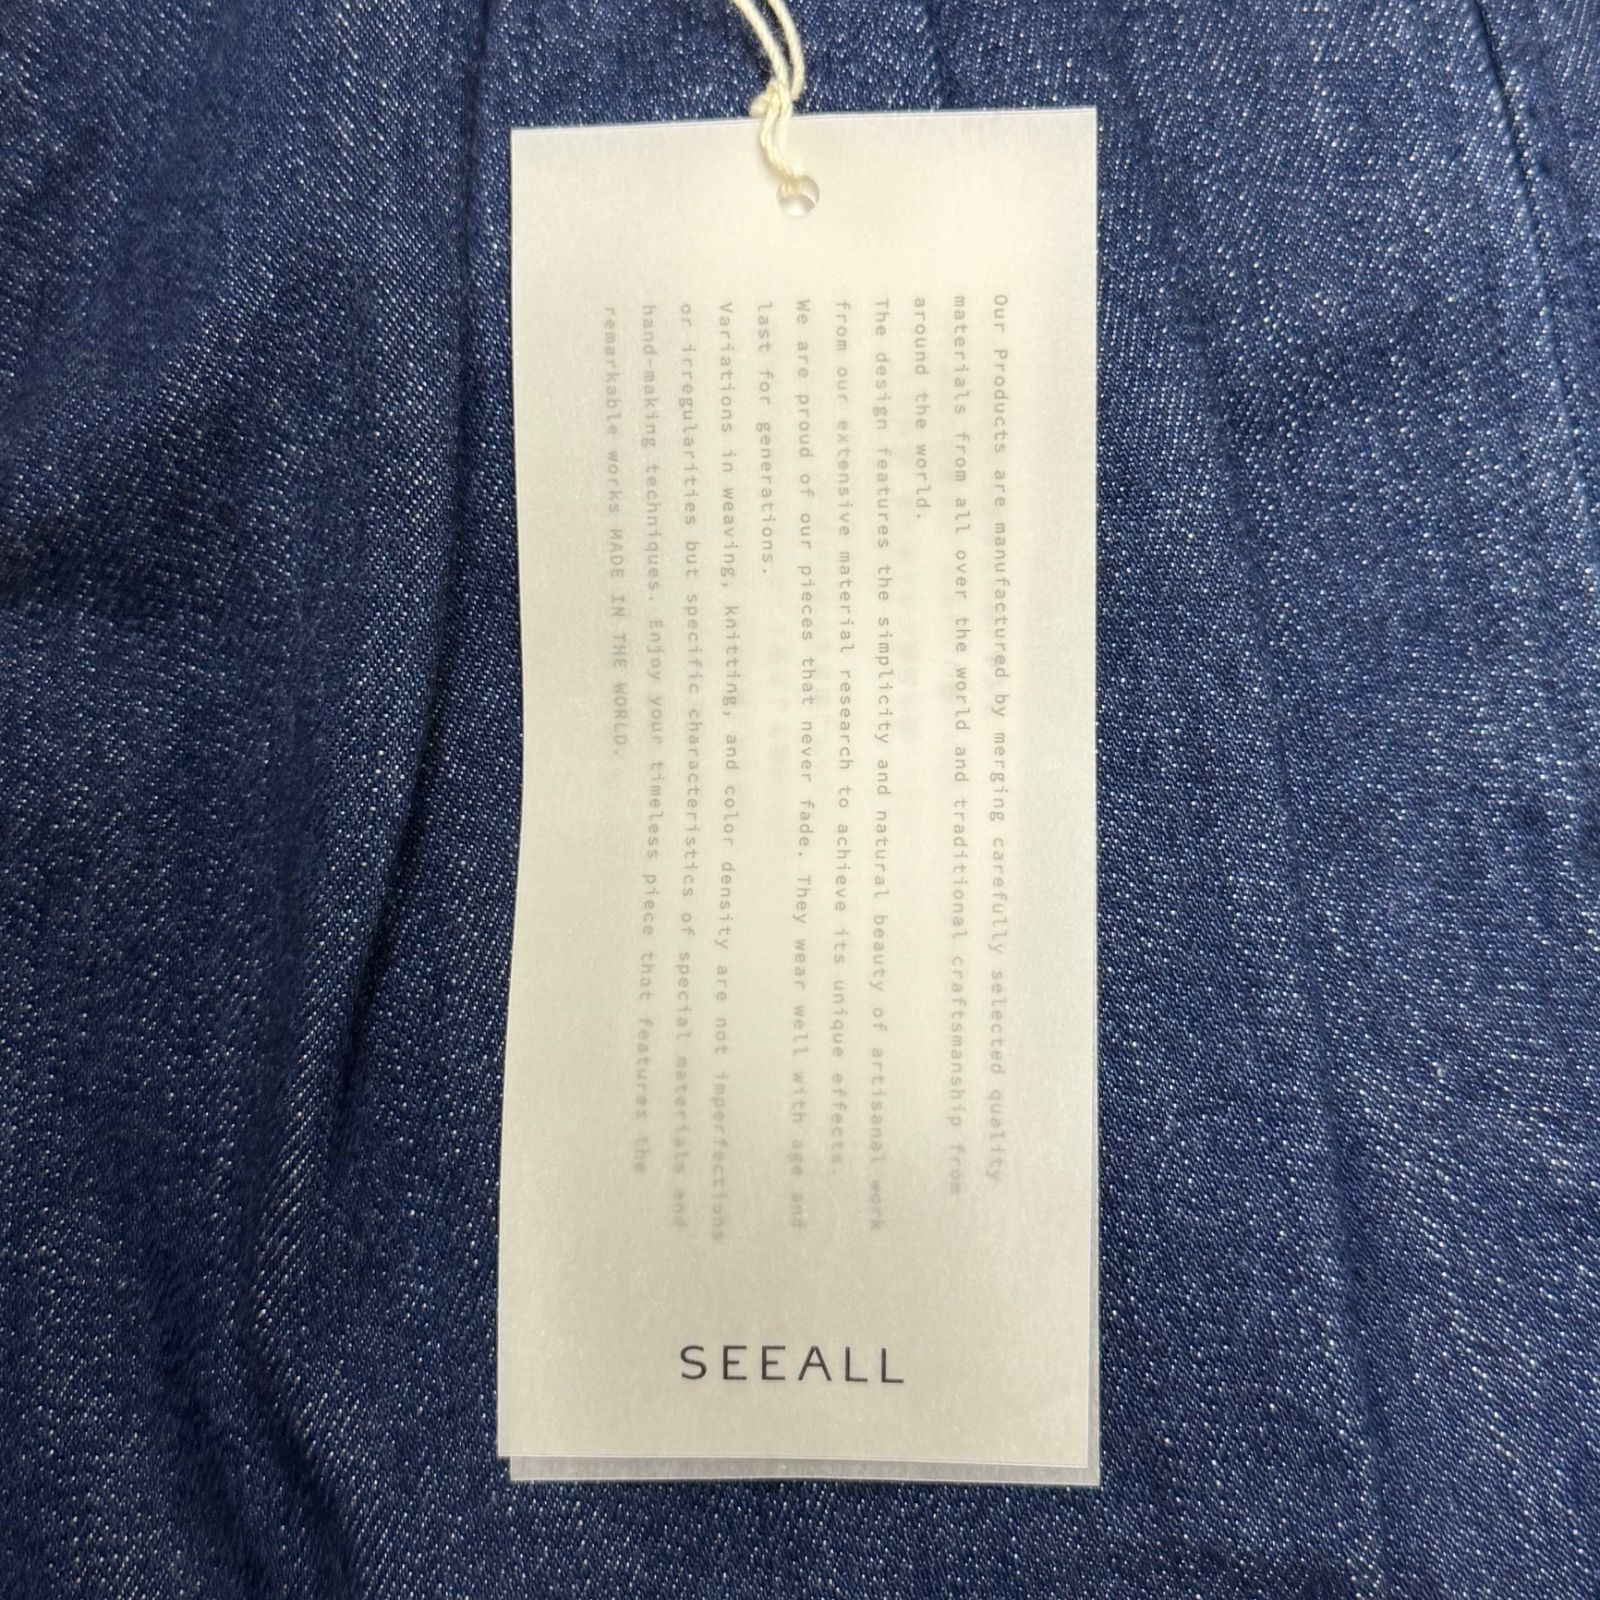 Our Products are manufactured by merging carefully selected quality
materials from all over the world and traditional craftsmanship from
around the world.
The design features the simplicity and natural beauty of artisanal work
from our extensive material research to achieve its unique effects.
We are proud of our pieces that never fade. They wear well with age and
last for generations.
Variations in weaving, knitting, and color density are not imperfections
or irregularities but specific characteristics of special materials and
hand-making techniques. Enjoy your timeless piece that features the
remarkable works MADE IN THE WORLD.
SEEALL